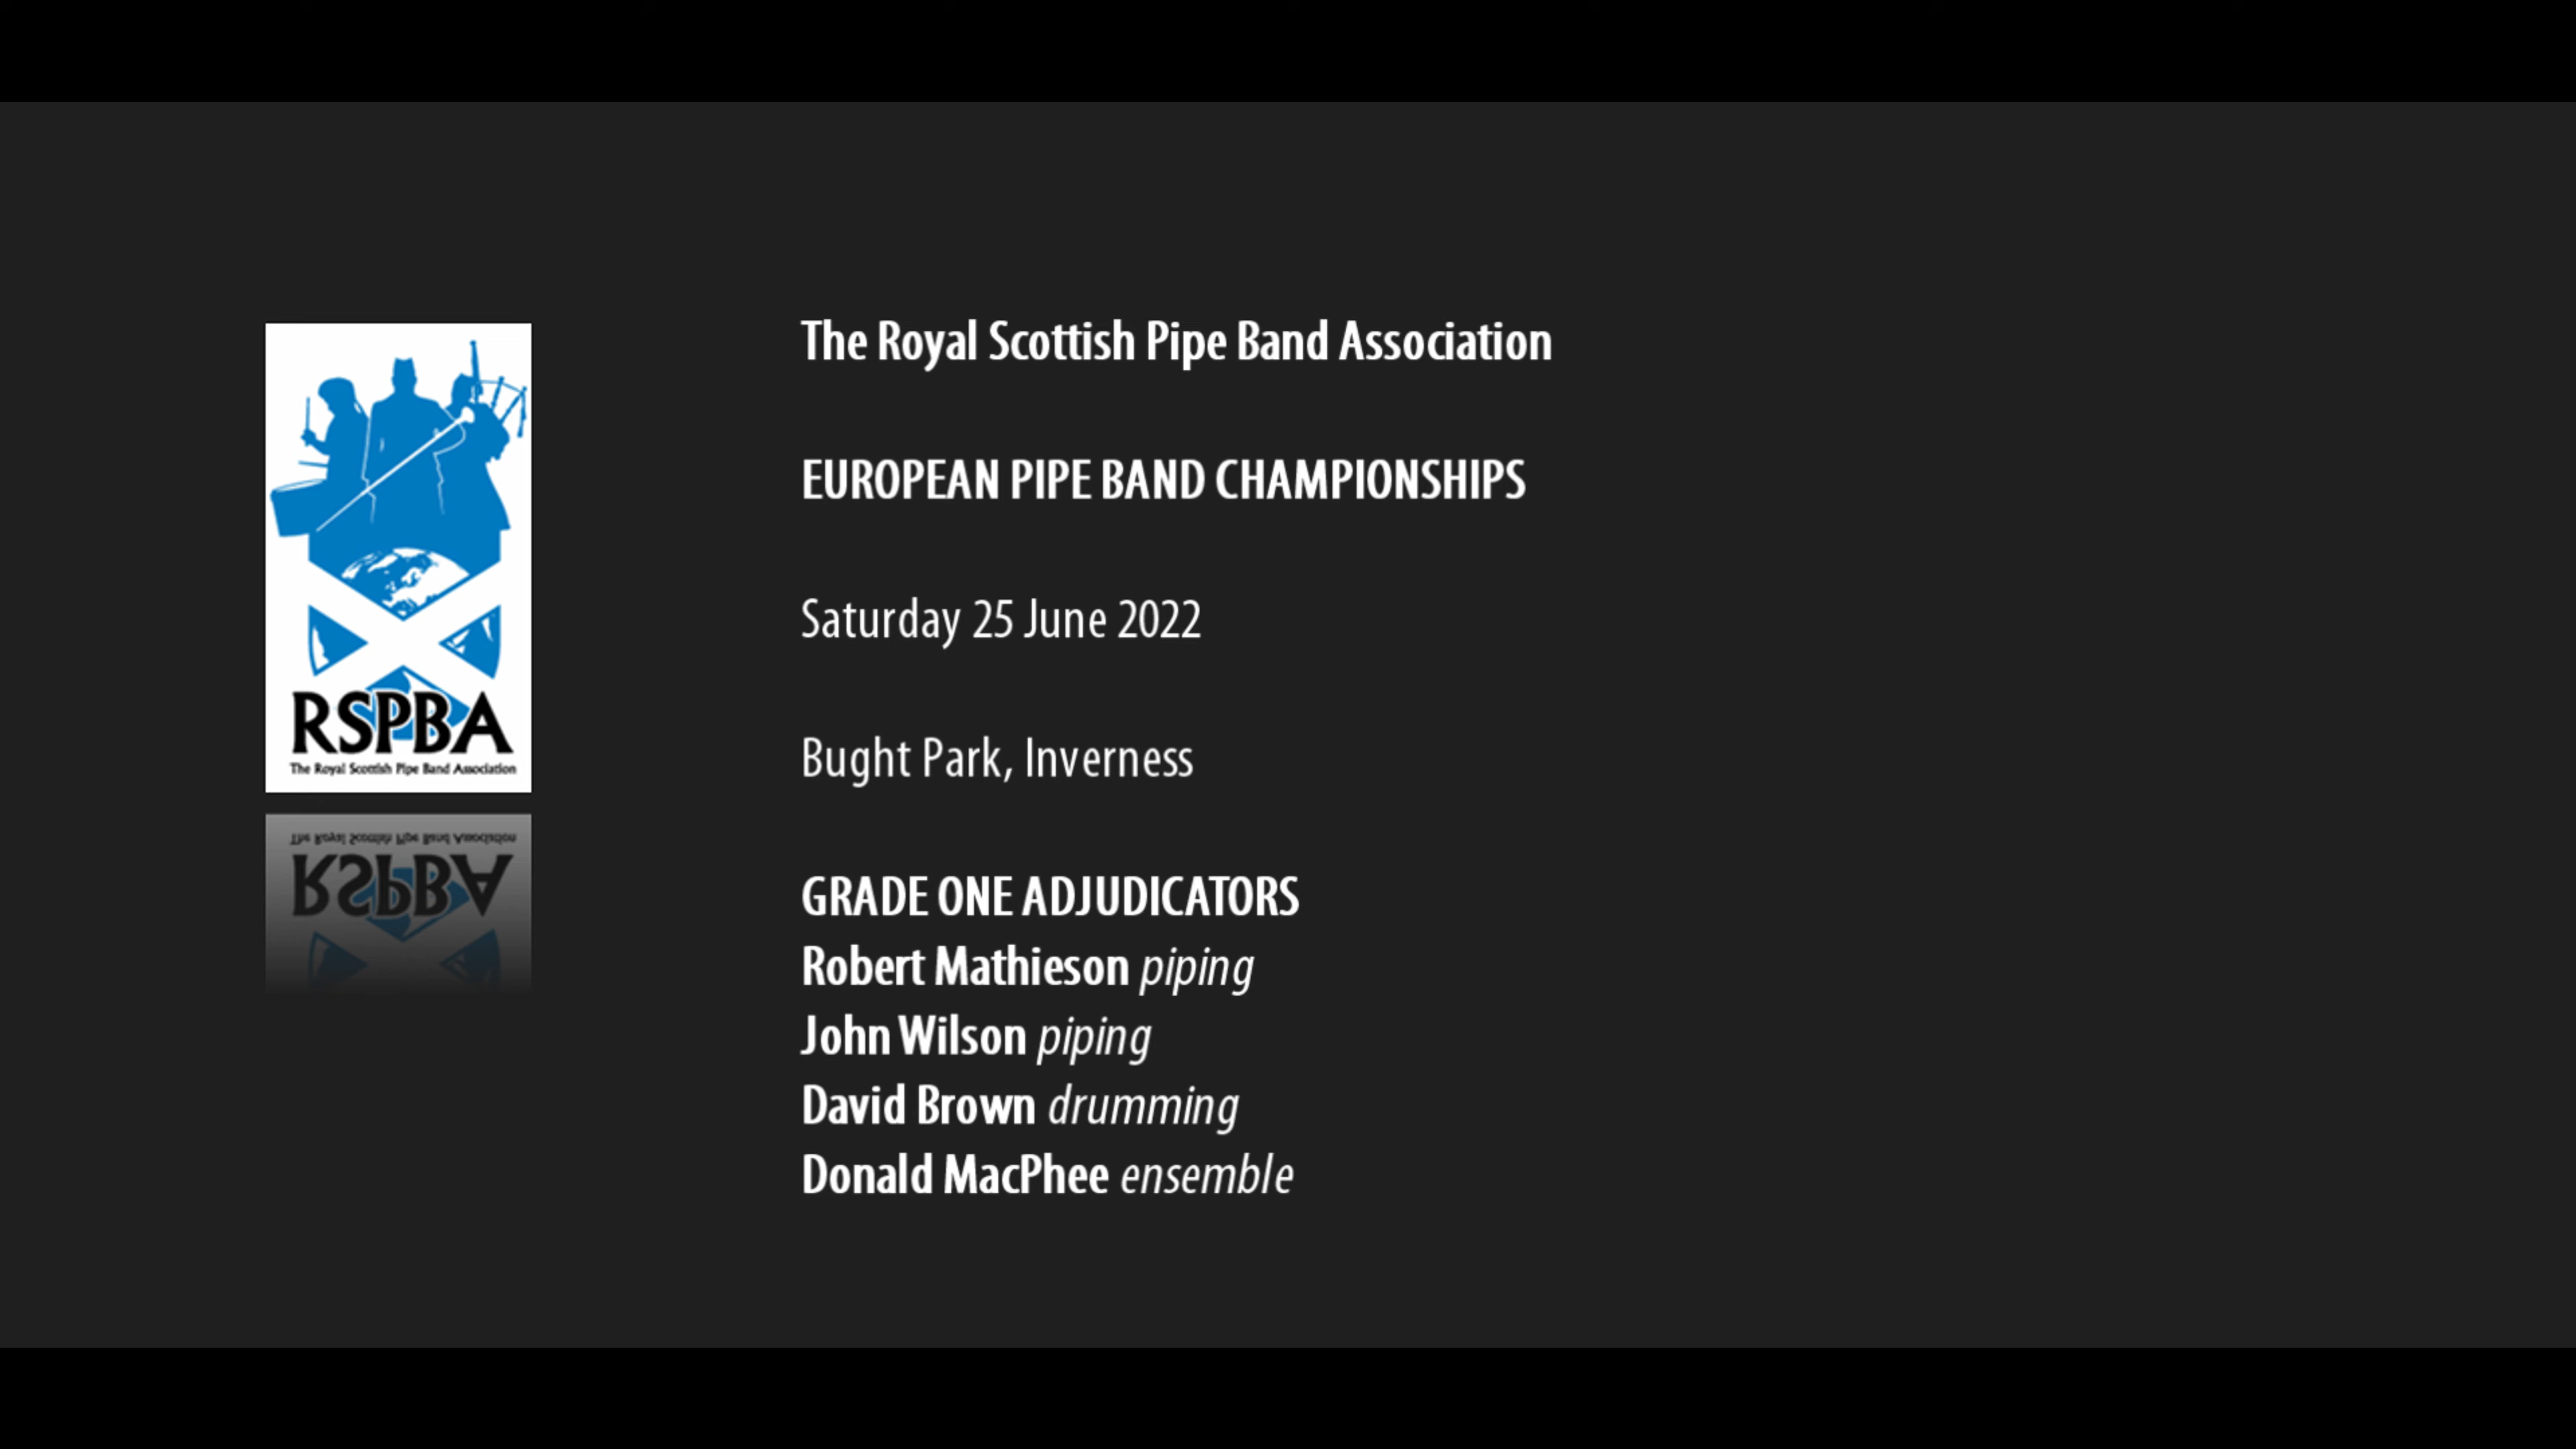 RSPBA
The Royal Scottish Pipe Band Association
The Royal Scottish Pipe Band Association
EUROPEAN PIPE BAND CHAMPIONSHIPS
Saturday 25 June 2022
Bught Park, Inverness
GRADE ONE ADJUDICATORS
Robert Mathieson piping
John Wilson piping
David Brown drumming
Donald MacPhee ensemble